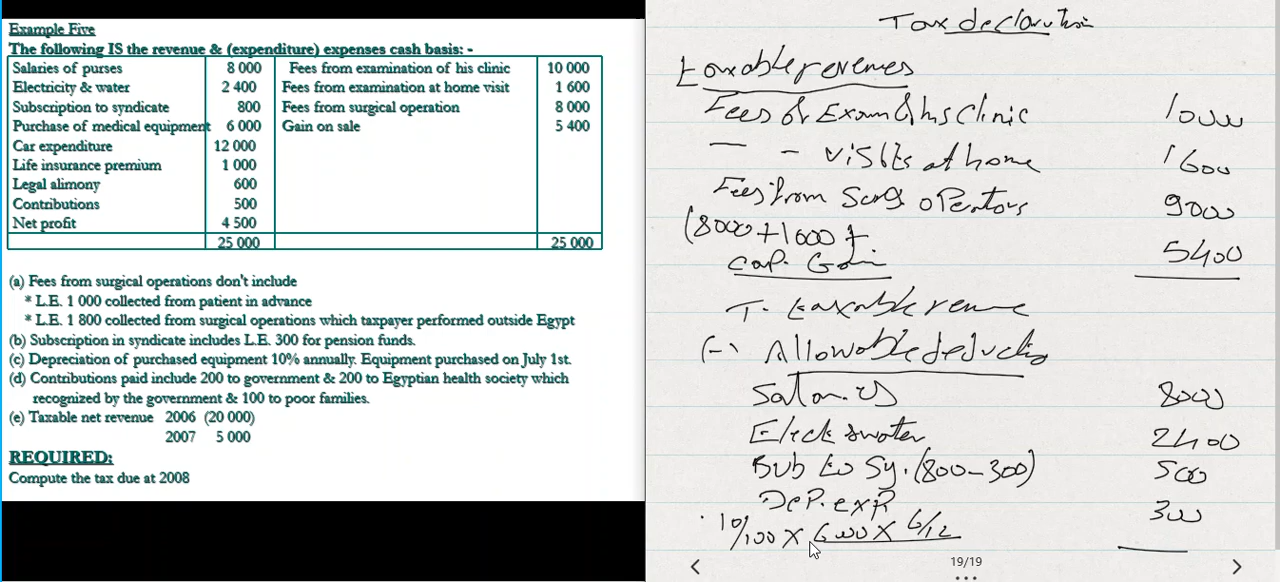 Example Five
The following IS the revenue & (expenditure) expenses cash basis: -
Salaries of purses 8 000 Fees from examination of his clinic 10 000
Electricity & water 2 400 Fees from examination at home visit 1 600
Subscription to syndicate 800 Fees from surgical operation 8 000
Purchase of medical equipment 6 000 Gain on sale 5 400
Car expenditure 12 000
Life insurance premium 1 000
Legal alimony 600
Contributions 500
Net profit 4 500
25 000 25 000
(a) Fees from surgical operations don't include
* L.E. 1 000 collected from patient in advance
* L.E. 1 800 collected from surgical operations which taxpayer performed outside Egypt
(b) Subscription in syndicate includes L.E. 300 for pension funds.
(c) Depreciation of purchased equipment 10% annually. Equipment purchased on July 1st.
(d) Contributions paid include 200 to government & 200 to Egyptian health society which
recognized by the government & 100 to poor families.
(e) Taxable net revenue 2006 (20 000)
2007 5 000
REQUIRED:
Compute the tax due at 2008
Tax declaration
taxable revenues
Fees of Exam of his Clinic 10000
— - visits at home 1600
Fees from Surg operations 9000
(8000 + 1000)
Cap. Gain 5400
T. taxable revenue
(-) Allowable deduction
Salaries 8000
Elect & water 2400
Sub to Sy. (800 - 300) 500
Dep. exp 300
10/100 X 6000 X 6/12
19/19